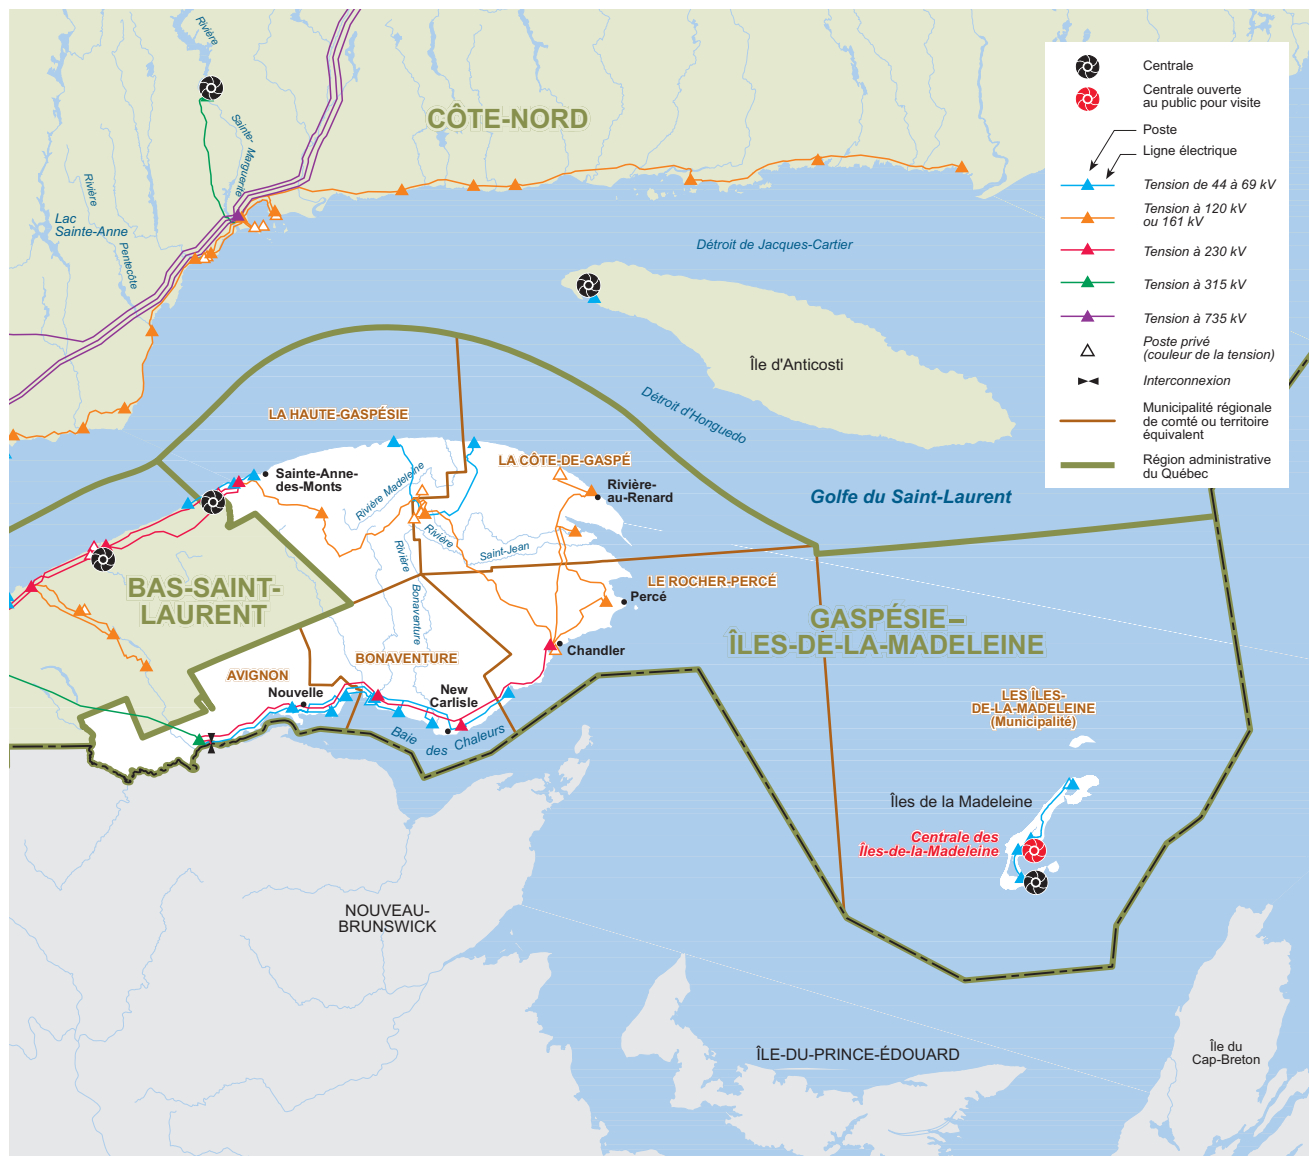 Rivière
Sainte-
Marguerite
CÔTE-NORD
Rivière
Pentecôte
Lac
Sainte-Anne
Détroit de Jacques-Cartier
Île d'Anticosti
Détroit d'Honguedo
Golfe du Saint-Laurent
LA HAUTE-GASPÉSIE
LA CÔTE-DE-GASPÉ
Sainte-Anne-
des-Monts
Rivière Madeleine
Rivière-
au-Renard
Rivière
Saint-Jean
Rivière
Bonaventure
BAS-SAINT-
LAURENT
LE ROCHER-PERCÉ
Percé
GASPÉSIE–
ÎLES-DE-LA-MADELEINE
Chandler
BONAVENTURE
AVIGNON
Nouvelle
New
Carlisle
Baie des Chaleurs
LES ÎLES-
DE-LA-MADELEINE
(Municipalité)
Îles de la Madeleine
Centrale des
Îles-de-la-Madeleine
NOUVEAU-
BRUNSWICK
ÎLE-DU-PRINCE-ÉDOUARD
Île du
Cap-Breton
Centrale
Centrale ouverte
au public pour visite
Poste
Ligne électrique
Tension de 44 à 69 kV
Tension à 120 kV
ou 161 kV
Tension à 230 kV
Tension à 315 kV
Tension à 735 kV
Poste privé
(couleur de la tension)
Interconnexion
Municipalité régionale
de comté ou territoire
équivalent
Région administrative
du Québec